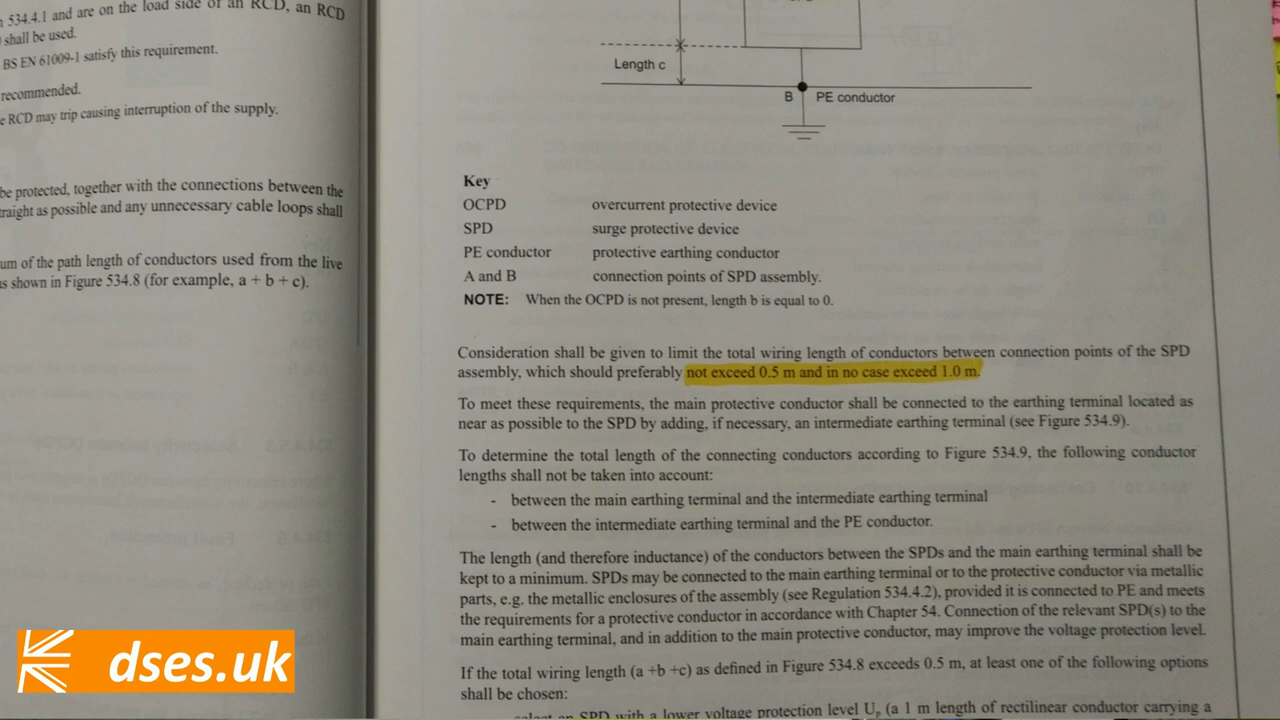 534.4.1 and are on the load side of an RCD, an RCD
shall be used.
BS EN 61009-1 satisfy this requirement.
recommended.
RCD may trip causing interruption of the supply.
be protected, together with the connections between the
as possible and any unnecessary cable loops shall
of the path length of conductors used from the live
shown in Figure 534.8 (for example, a + b + c).
Length c
B PE conductor
Key
OCPD overcurrent protective device
SPD surge protective device
PE conductor protective earthing conductor
A and B connection points of SPD assembly.
NOTE: When the OCPD is not present, length b is equal to 0.
Consideration shall be given to limit the total wiring length of conductors between connection points of the SPD
assembly, which should preferably not exceed 0.5 m and in no case exceed 1.0 m.
To meet these requirements, the main protective conductor shall be connected to the earthing terminal located as
near as possible to the SPD by adding, if necessary, an intermediate earthing terminal (see Figure 534.9).
To determine the total length of the connecting conductors according to Figure 534.9, the following conductor
lengths shall not be taken into account:
- between the main earthing terminal and the intermediate earthing terminal
- between the intermediate earthing terminal and the PE conductor.
The length (and therefore inductance) of the conductors between the SPDs and the main earthing terminal shall be
kept to a minimum. SPDs may be connected to the main earthing terminal or to the protective conductor via metallic
parts, e.g. the metallic enclosures of the assembly (see Regulation 534.4.2), provided it is connected to PE and meets
the requirements for a protective conductor in accordance with Chapter 54. Connection of the relevant SPD(s) to the
main earthing terminal, and in addition to the main protective conductor, may improve the voltage protection level.
If the total wiring length (a +b +c) as defined in Figure 534.8 exceeds 0.5 m, at least one of the following options
shall be chosen:
an SPD with a lower voltage protection level Up (a 1 m length of rectilinear conductor carrying a
dses.uk